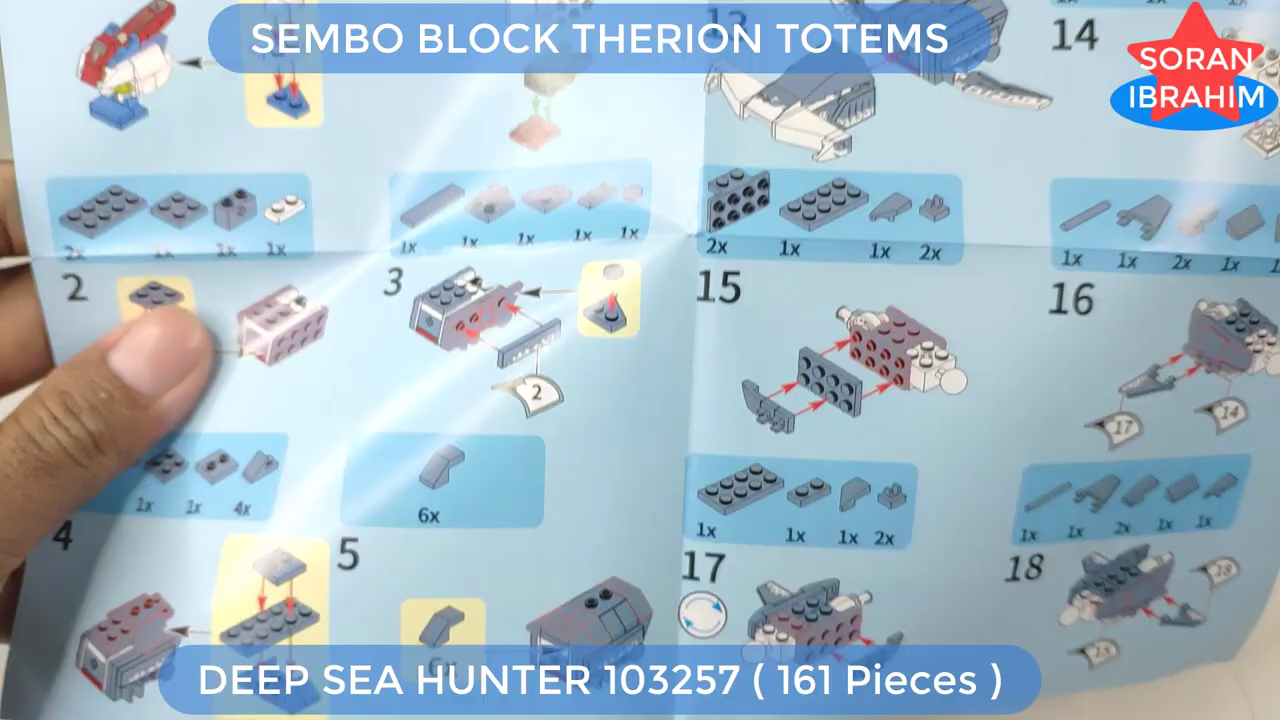 SEMBO BLOCK THERION TOTEMS
SORAN
IBRAHIM
13
14
1x
1x
1x
1x
1x
1x
1x
1x
2x
1x
1x
2x
1x
1x
2x
1x
2
3
2
15
16
17
14
1x
1x
4x
6x
1x
1x
1x
2x
1x
1x
2x
1x
1x
4
5
17
18
18
DEEP SEA HUNTER 103257 ( 161 Pieces )